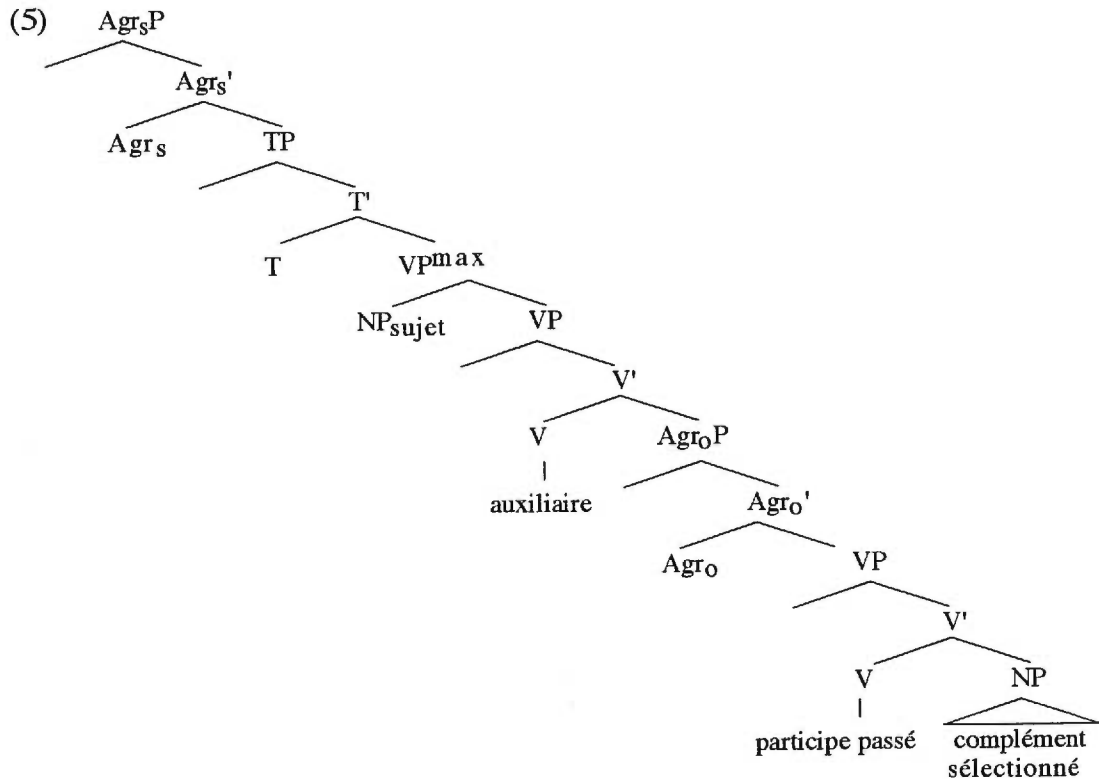 (5) AgrsP
Agrs'
Agrs TP
T'
T VPmax
NPsujet VP
V'
V AgroP
auxiliaire Agro'
Agro VP
V'
V NP
participe passé complément
sélectionné